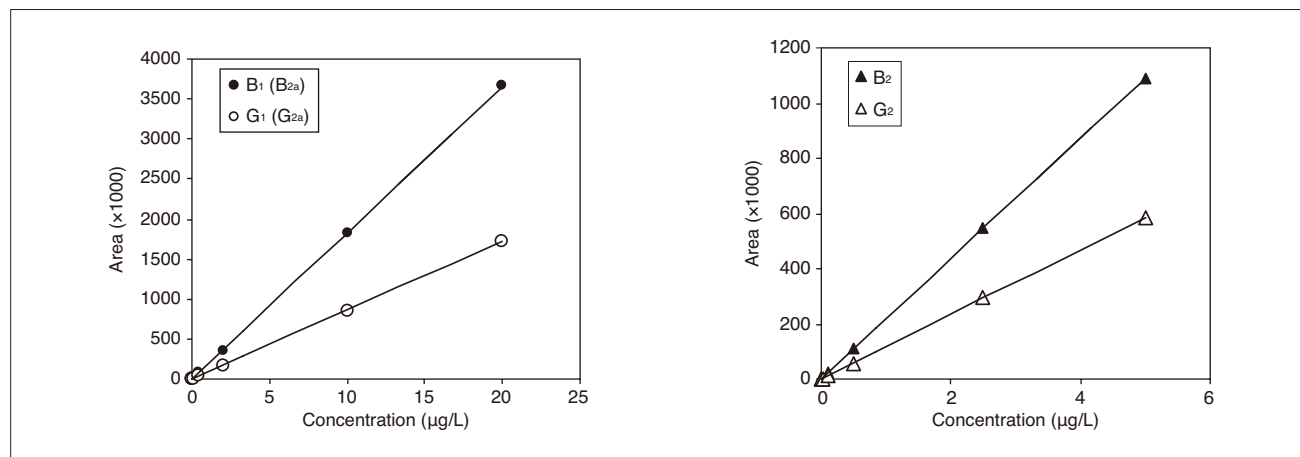 4000
3500
3000
2500
2000
1500
1000
500
0
Area (×1000)
B1 (B2a)
G1 (G2a)
0 5 10 15 20 25
Concentration (µg/L)
1200
1000
800
600
400
200
0
Area (×1000)
B2
G2
0 2 4 6
Concentration (µg/L)